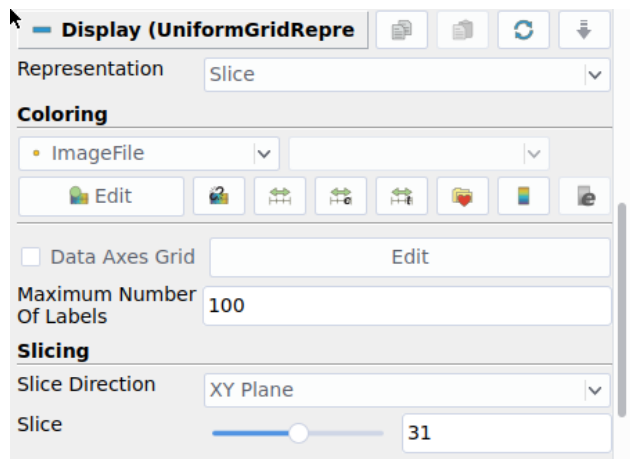 Display (UniformGridRepre
Representation
Slice
Coloring
ImageFile
Edit
Data Axes Grid
Edit
Maximum Number
Of Labels
100
Slicing
Slice Direction
XY Plane
Slice
31